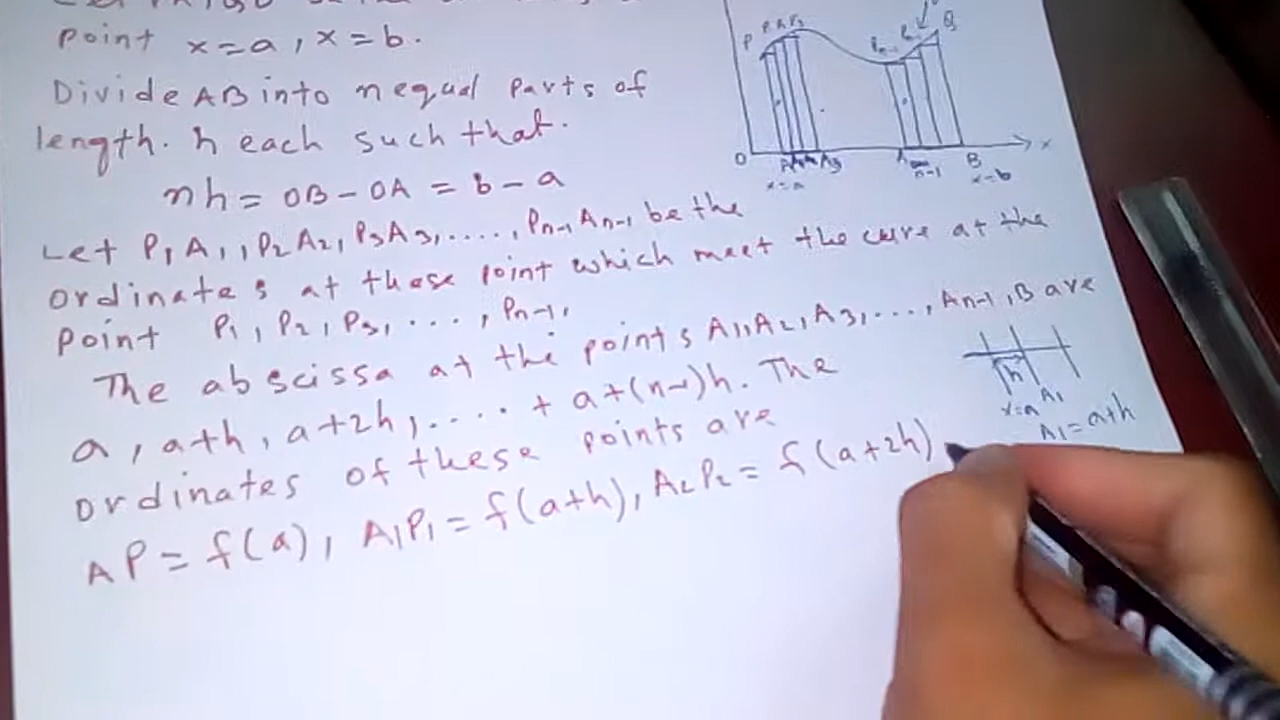 point x=a, x=b.
Divide AB into n equal parts of
length. h each such that.
nh = OB - OA = b - a
Let P1A1, P2A2, P3A3, ....., Pn-1An-1 be the
ordinates at these point which meet the curve at the
point P1, P2, P3, ...., Pn-1,
The abscissa at the points A1, A2, A3, ...., An-1, B are
a, a+h, a+2h, .... + a+(n-1)h. The
ordinates of these points are
AP = f(a), A1P1 = f(a+h), A2P2 = f(a+2h)
P
Q
O
x=a
A3
n-1
B
x=b
x
h
x=a
A1
A1=a+h